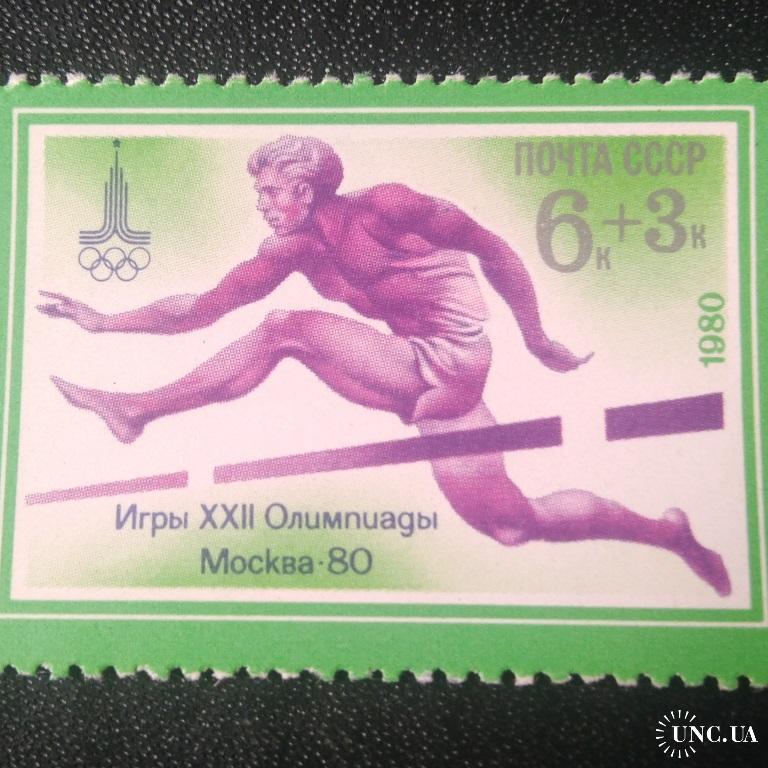 ПОЧТА СССР
6к+3к
1980
Игры XXII Олимпиады
Москва·80
UNC.UA